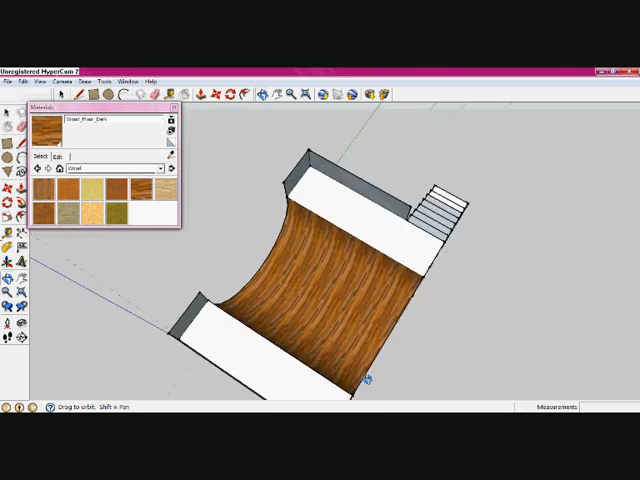 Unregistered HyperCam 2
File Edit View Camera Draw Tools Window Help
Materials
Wood_Floor_Dark
Select Edit
Wood
Drag to orbit. Shift = Pan
Measurements